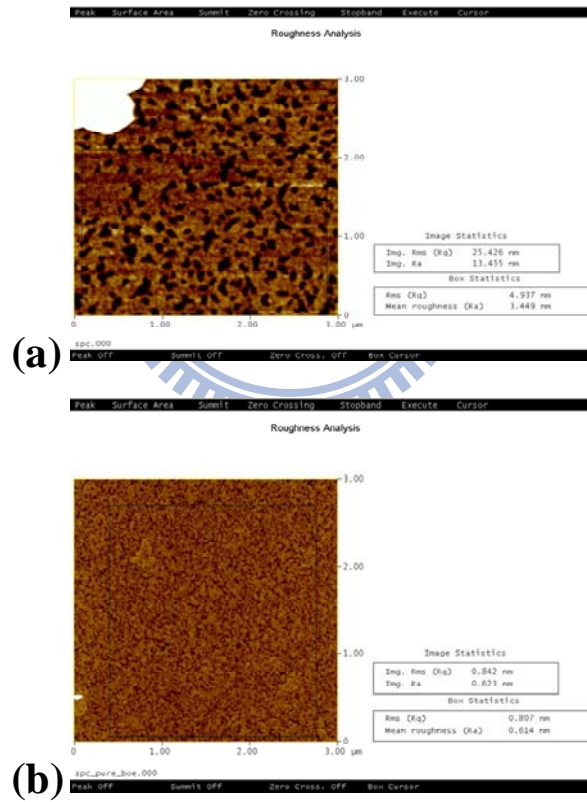 Peak Surface Area Summit Zero Crossing Stopband Execute Cursor
Roughness Analysis
3.00
2.00
1.00
0
0 1.00 2.00 3.00 µm
Image Statistics
Img. Rms (Rq) 25.426 nm
Img. Ra 13.455 nm
Box Statistics
Rms (Rq) 4.937 nm
Mean roughness (Ra) 3.449 nm
spc.000
(a)
Peak Off Summit Off Zero Cross. Off Box Cursor
Peak Surface Area Summit Zero Crossing Stopband Execute Cursor
Roughness Analysis
3.00
2.00
1.00
0
0 1.00 2.00 3.00 µm
Image Statistics
Img. Rms (Rq) 0.842 nm
Img. Ra 0.623 nm
Box Statistics
Rms (Rq) 0.807 nm
Mean roughness (Ra) 0.614 nm
spc_pure_boe.000
(b)
Peak Off Summit Off Zero Cross. Off Box Cursor